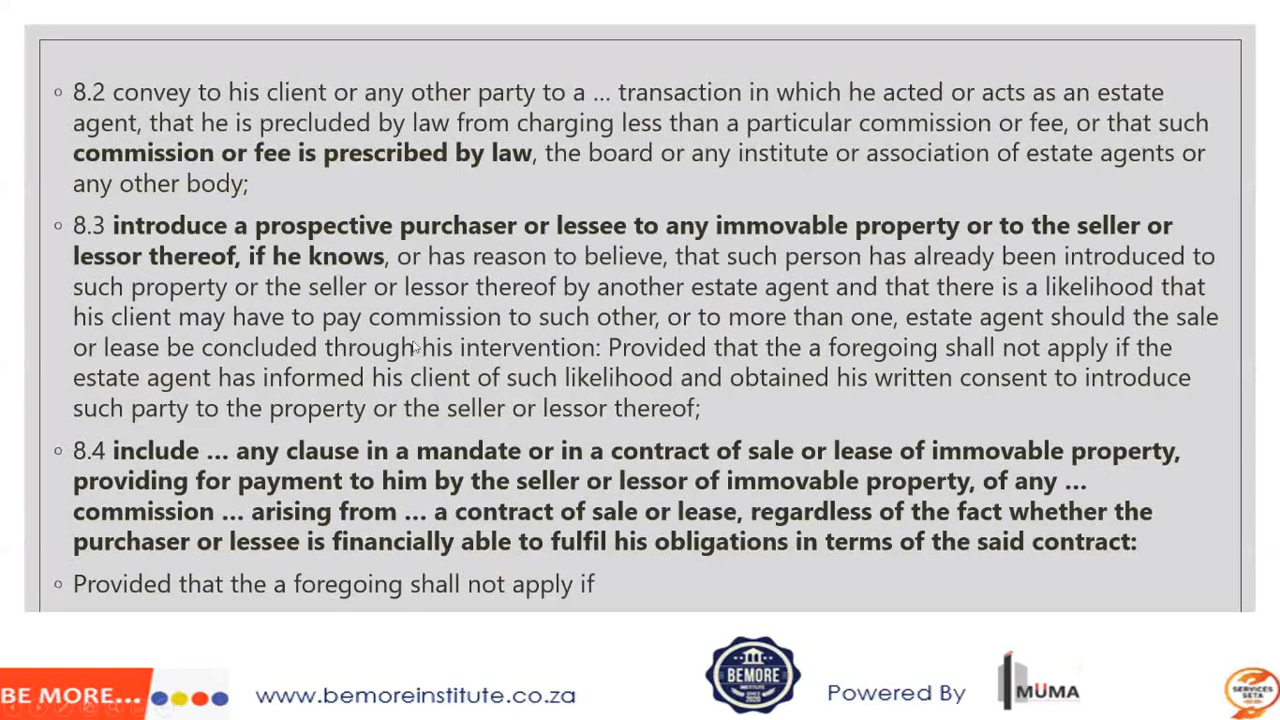 ◦ 8.2 convey to his client or any other party to a ... transaction in which he acted or acts as an estate
agent, that he is precluded by law from charging less than a particular commission or fee, or that such
commission or fee is prescribed by law, the board or any institute or association of estate agents or
any other body;
◦ 8.3 introduce a prospective purchaser or lessee to any immovable property or to the seller or
lessor thereof, if he knows, or has reason to believe, that such person has already been introduced to
such property or the seller or lessor thereof by another estate agent and that there is a likelihood that
his client may have to pay commission to such other, or to more than one, estate agent should the sale
or lease be concluded through his intervention: Provided that the a foregoing shall not apply if the
estate agent has informed his client of such likelihood and obtained his written consent to introduce
such party to the property or the seller or lessor thereof;
◦ 8.4 include ... any clause in a mandate or in a contract of sale or lease of immovable property,
providing for payment to him by the seller or lessor of immovable property, of any ...
commission ... arising from ... a contract of sale or lease, regardless of the fact whether the
purchaser or lessee is financially able to fulfil his obligations in terms of the said contract:
◦ Provided that the a foregoing shall not apply if
BE MORE...
www.bemoreinstitute.co.za
BEMORE
INSTITUTE
SINCE
2020
Powered By
MUMA
SERVICES
SETA